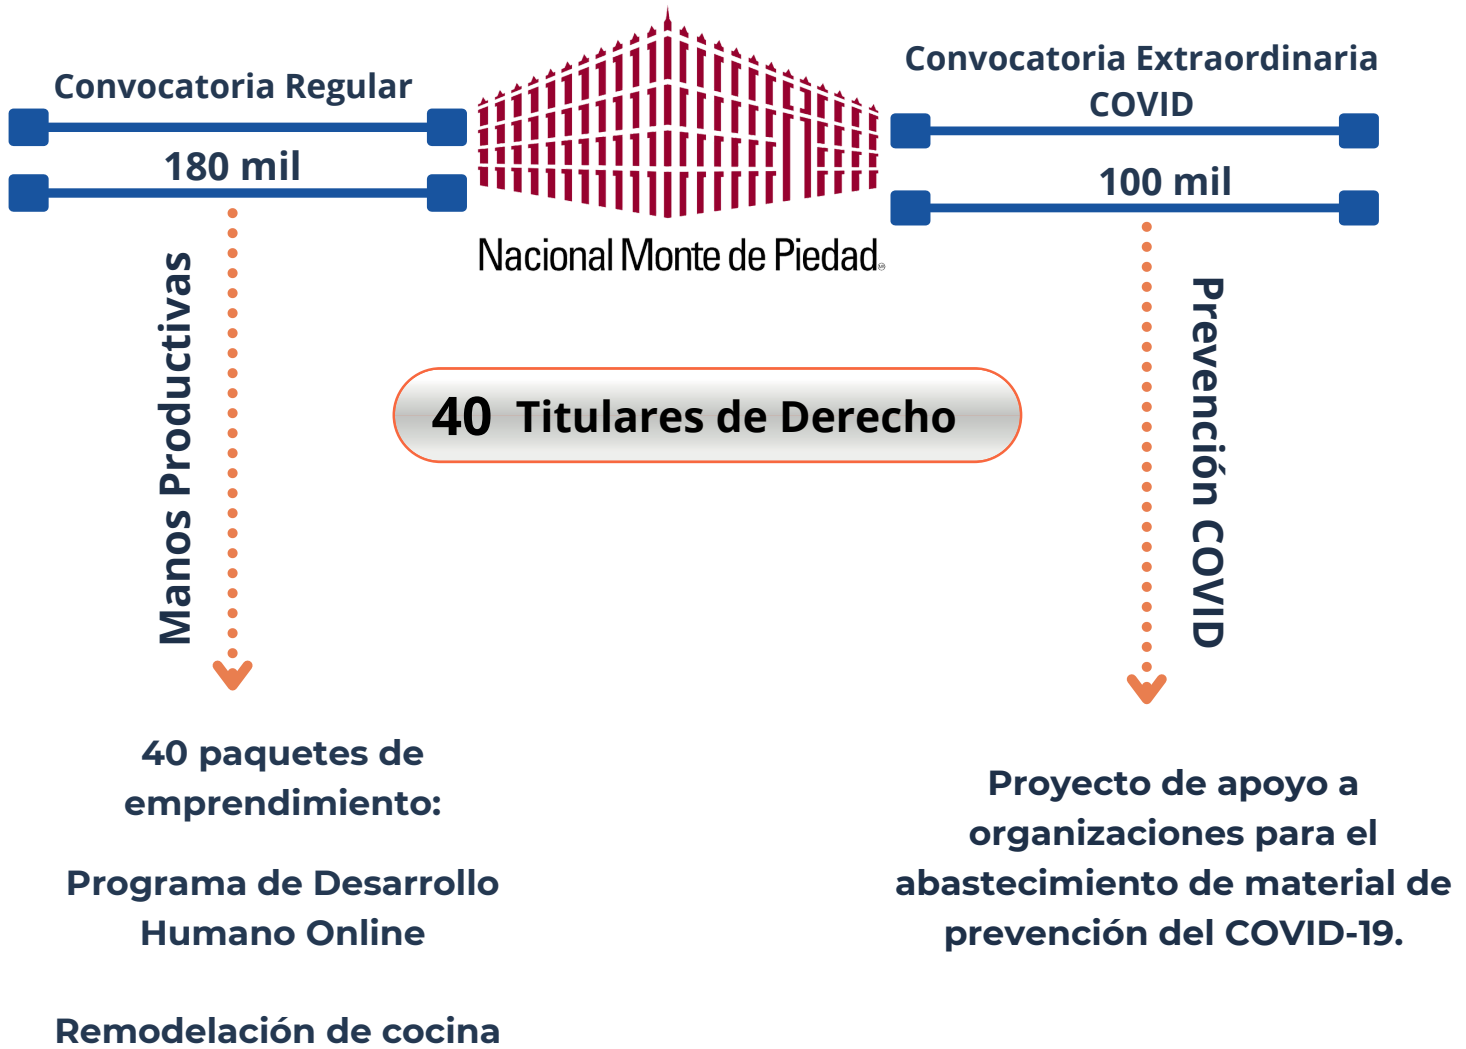 Convocatoria Regular
180 mil
Nacional Monte de Piedad
Convocatoria Extraordinaria
COVID
100 mil
Manos Productivas
40 Titulares de Derecho
Prevención COVID
40 paquetes de
emprendimiento:
Programa de Desarrollo
Humano Online
Remodelación de cocina
Proyecto de apoyo a
organizaciones para el
abastecimiento de material de
prevención del COVID-19.